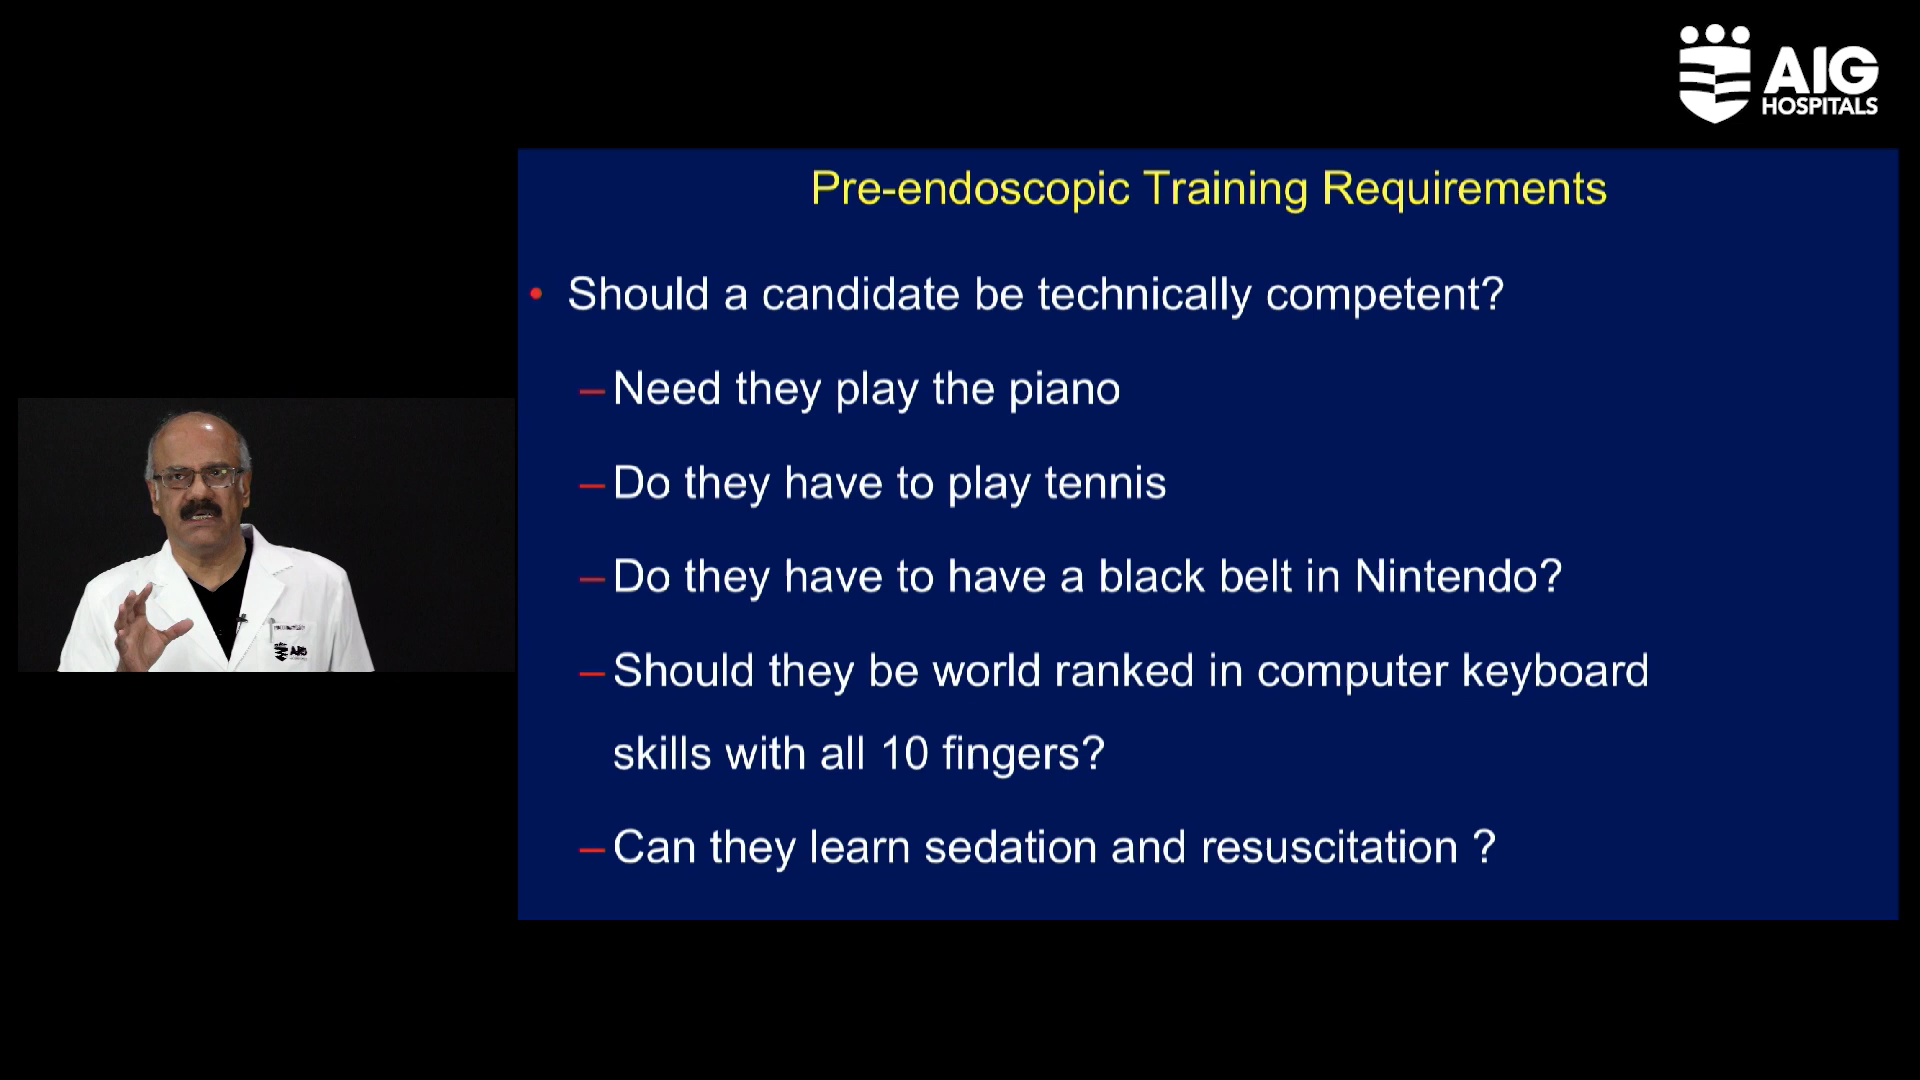 AIG
HOSPITALS
Pre-endoscopic Training Requirements
• Should a candidate be technically competent?
– Need they play the piano
– Do they have to play tennis
– Do they have to have a black belt in Nintendo?
– Should they be world ranked in computer keyboard
skills with all 10 fingers?
– Can they learn sedation and resuscitation ?
AIG